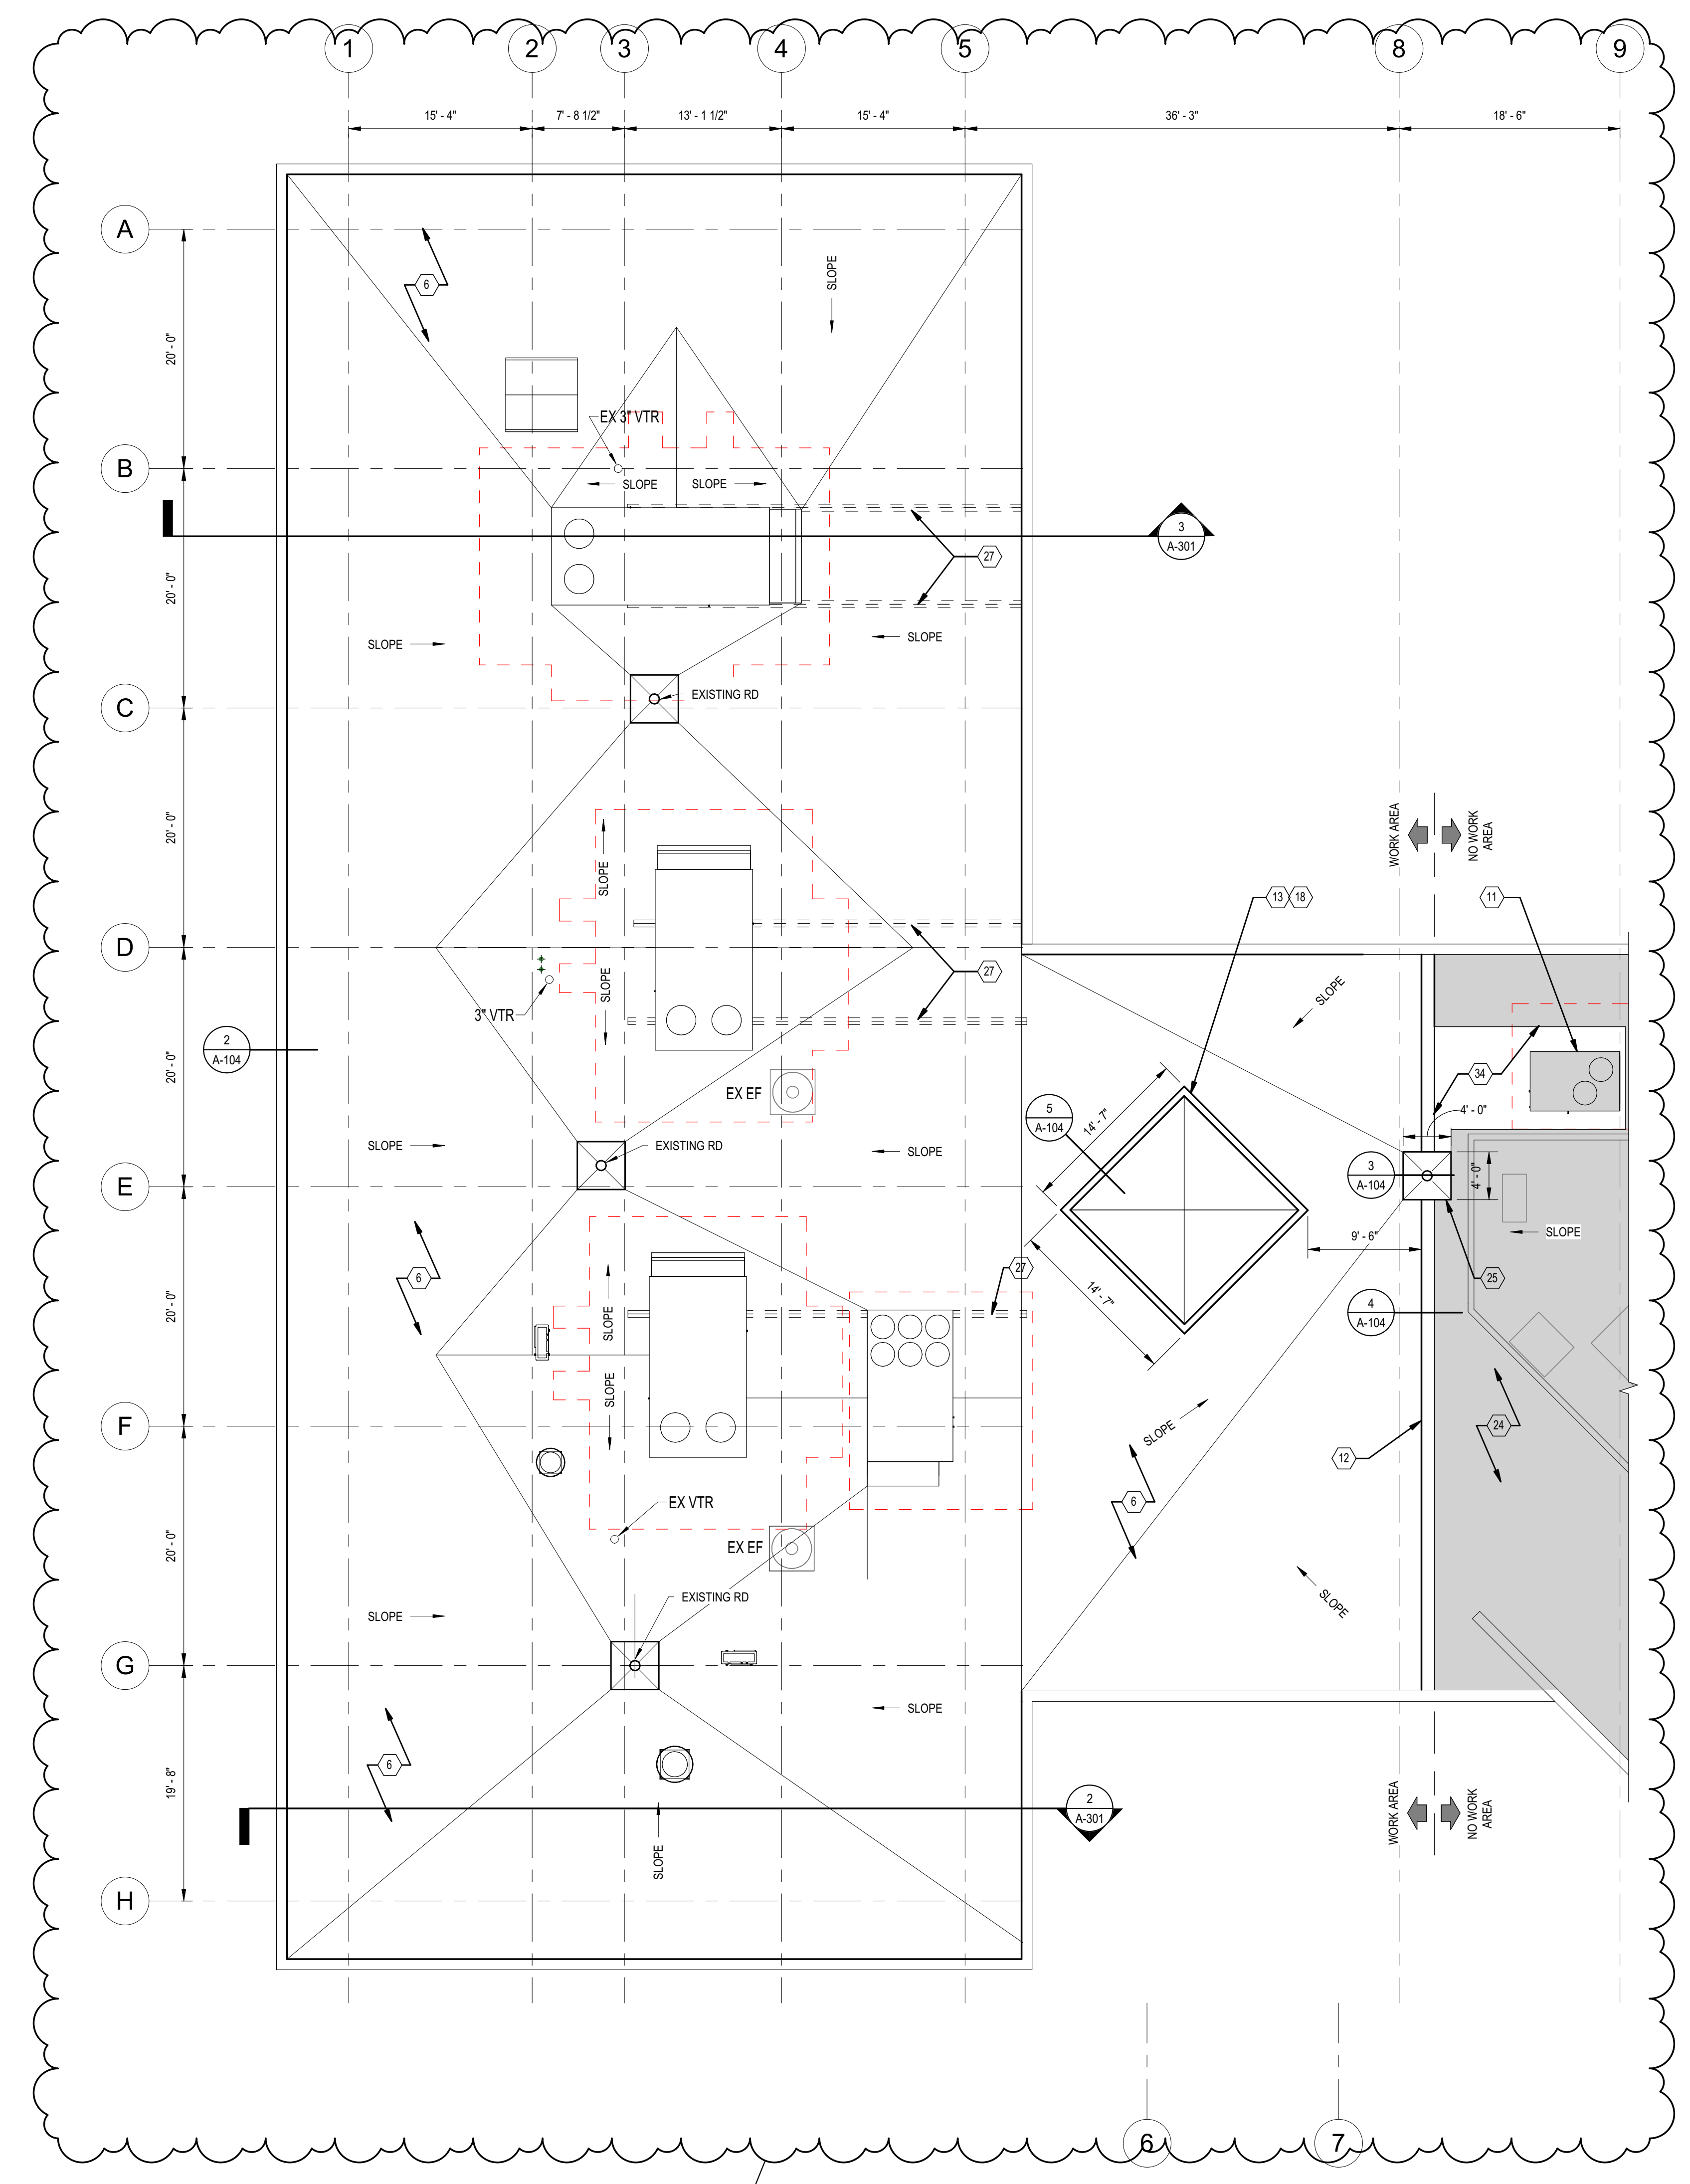 1
2
3
4
5
8
9
15' - 4"
7' - 8 1/2"
13' - 1 1/2"
15' - 4"
36' - 3"
18' - 6"
A
6
SLOPE
20' - 0"
EX 3" VTR
B
SLOPE
SLOPE
3
A-301
27
20' - 0"
SLOPE
SLOPE
EXISTING RD
C
20' - 0"
SLOPE
WORK AREA
NO WORK
AREA
13
18
11
D
SLOPE
27
SLOPE
3" VTR
2
A-104
20' - 0"
34
EX EF
4' - 0"
5
A-104
14' - 7"
SLOPE
EXISTING RD
SLOPE
3
A-104
4' - 0"
E
SLOPE
9' - 6"
6
27
25
14' - 7"
20' - 0"
SLOPE
4
A-104
SLOPE
F
24
SLOPE
12
EX VTR
6
20' - 0"
EX EF
EXISTING RD
SLOPE
SLOPE
G
SLOPE
6
19' - 8"
2
A-301
WORK AREA
NO WORK
AREA
SLOPE
H
6
7